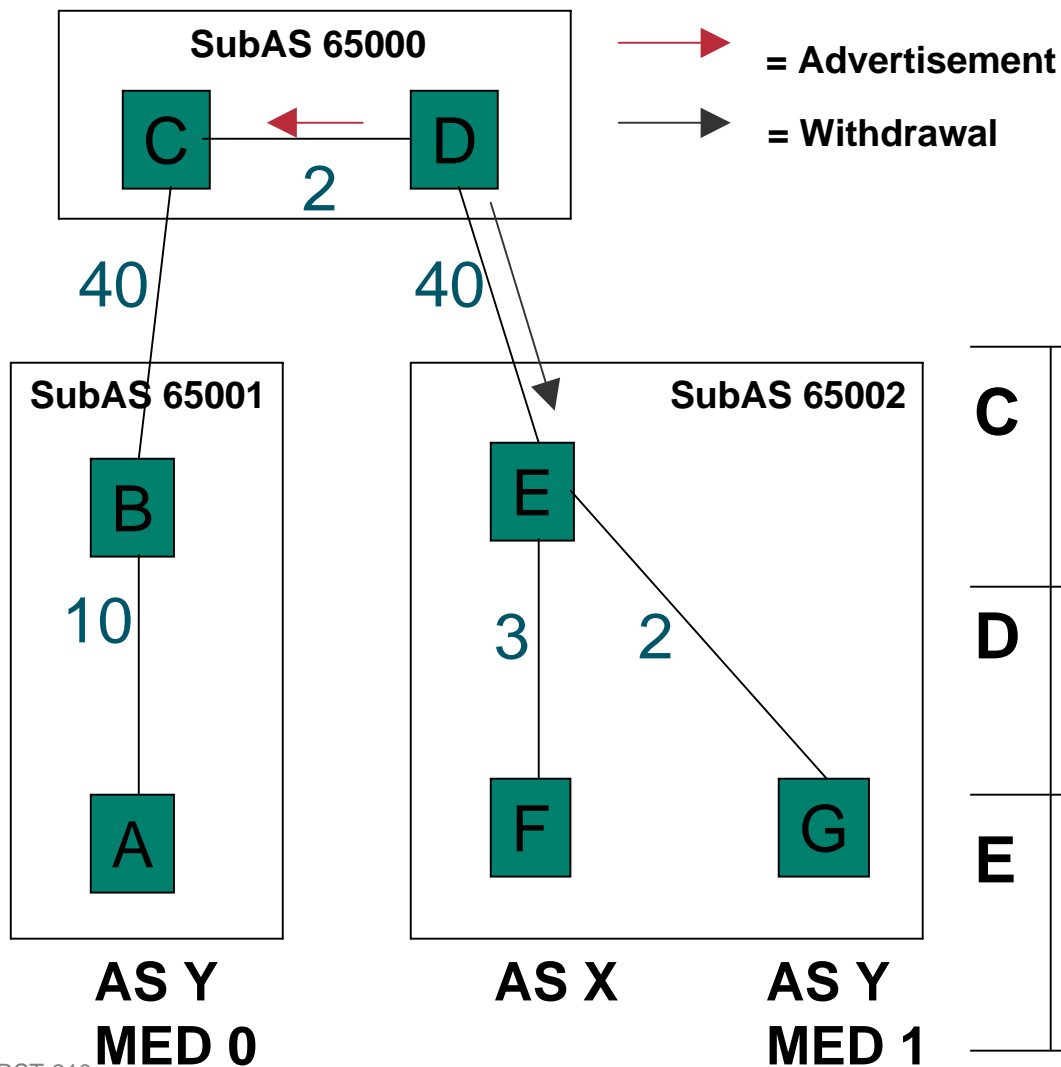 SubAS 65000
= Advertisement
= Withdrawal
C
D
2
40
40
SubAS 65001
SubAS 65002
C
B
E
10
3
2
D
A
F
G
E
AS Y
AS X
AS Y
MED 0
MED 1